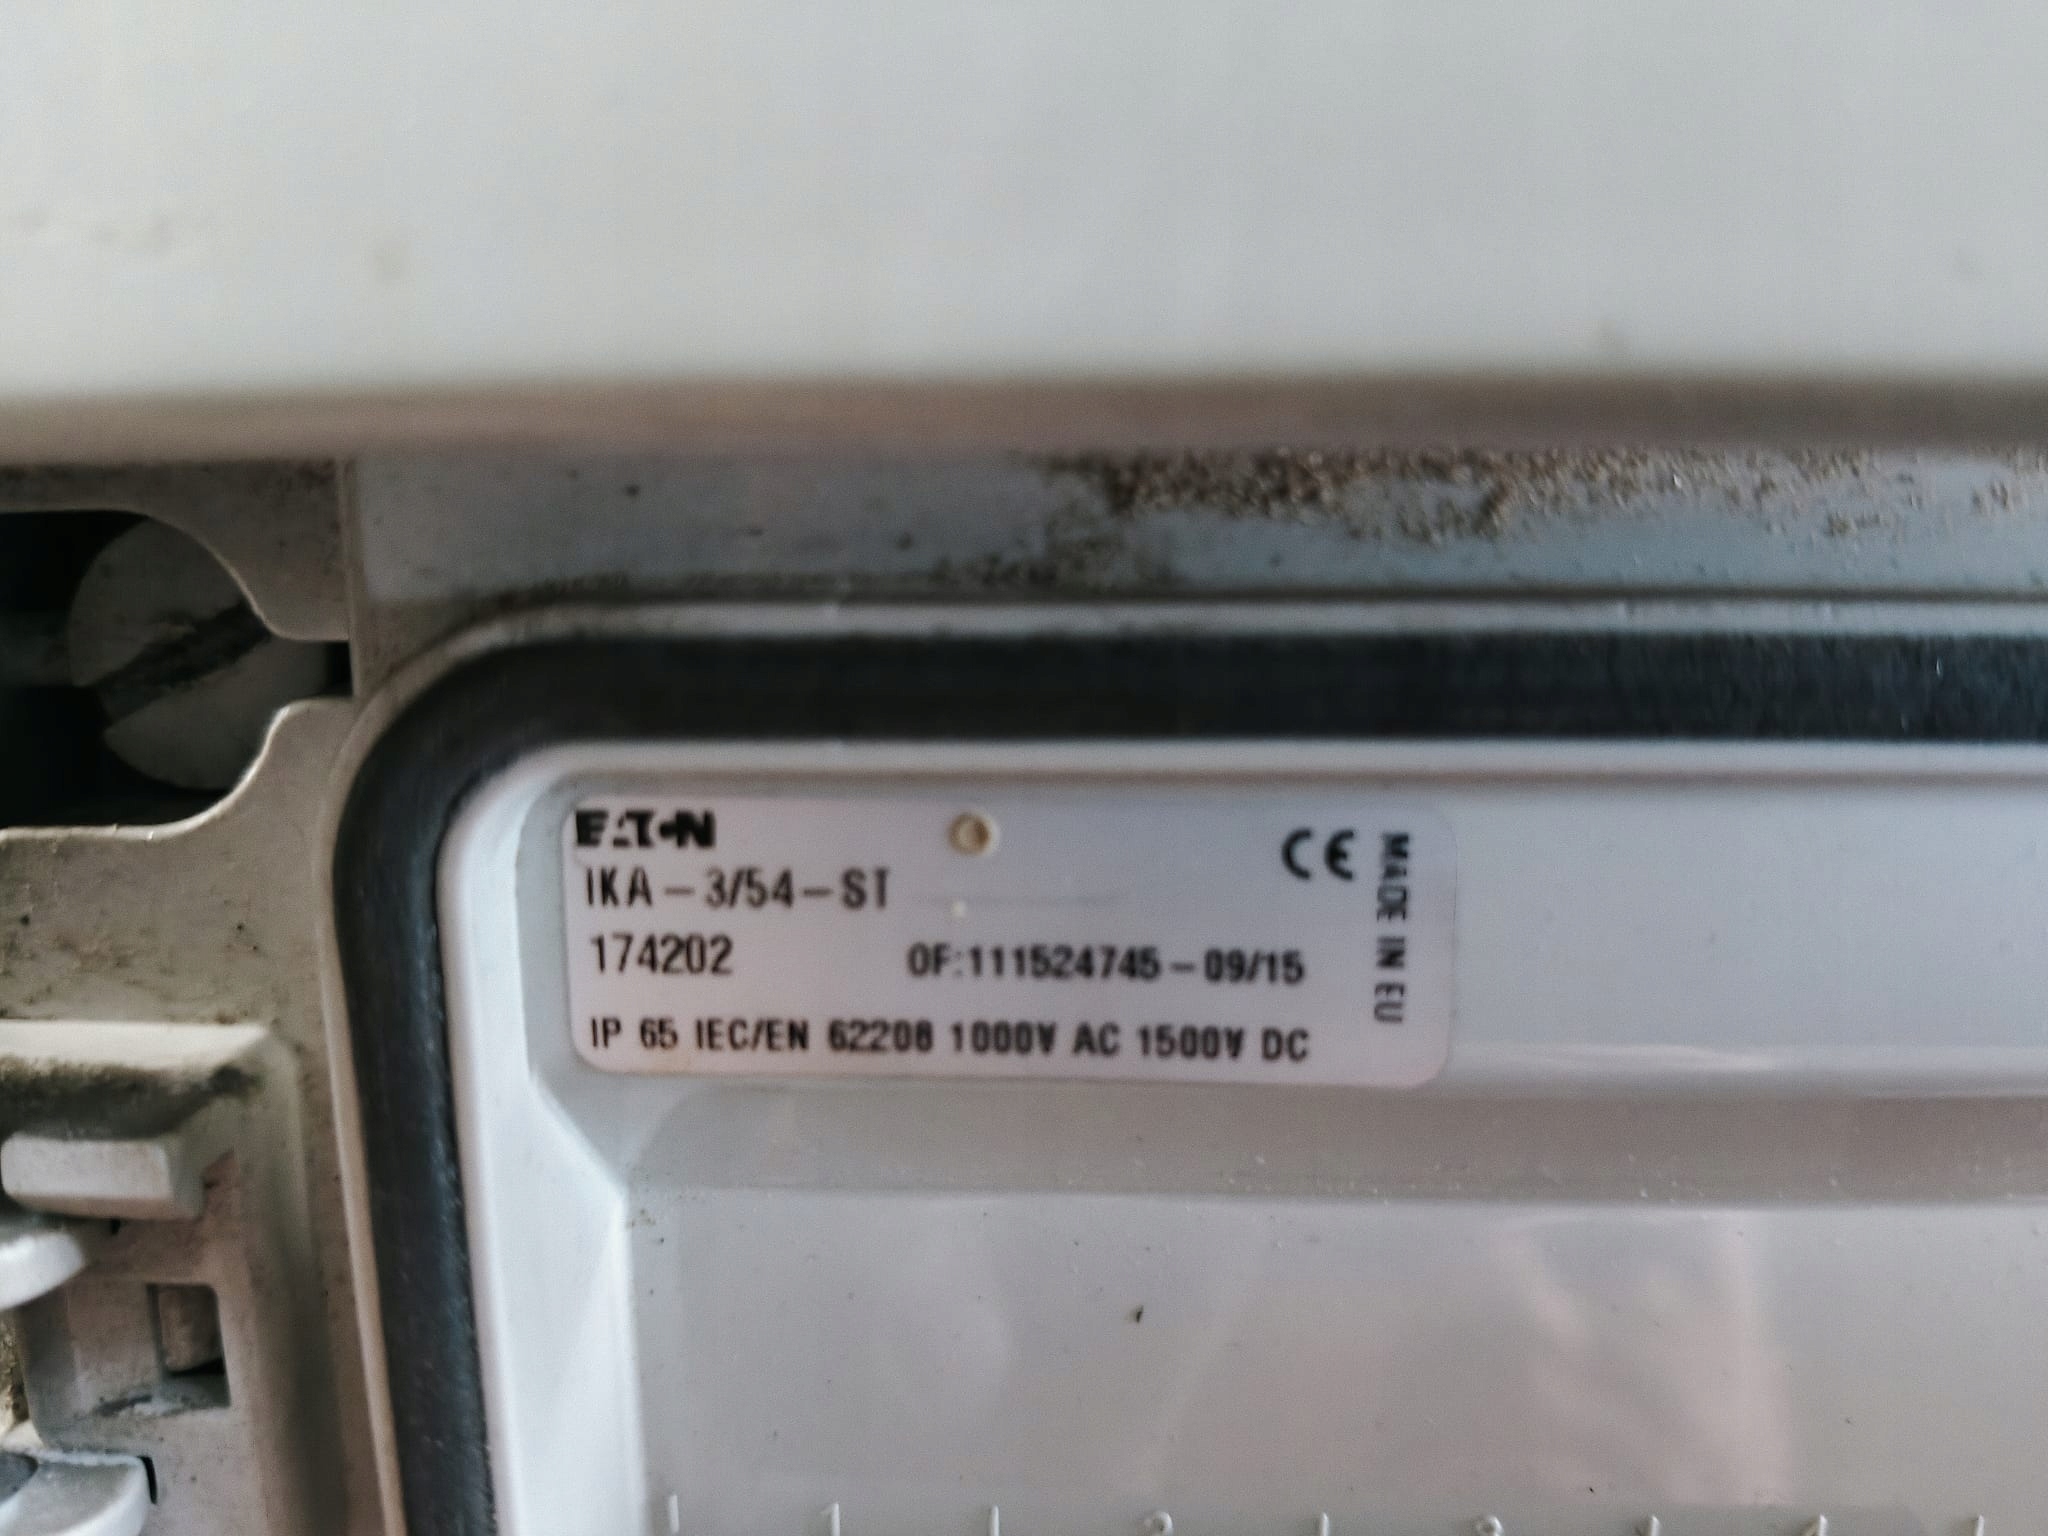 EATON
IKA-3/54-ST
174202 OF:111524745-09/15
IP 65 IEC/EN 62208 1000V AC 1500V DC
CE
MADE IN EU